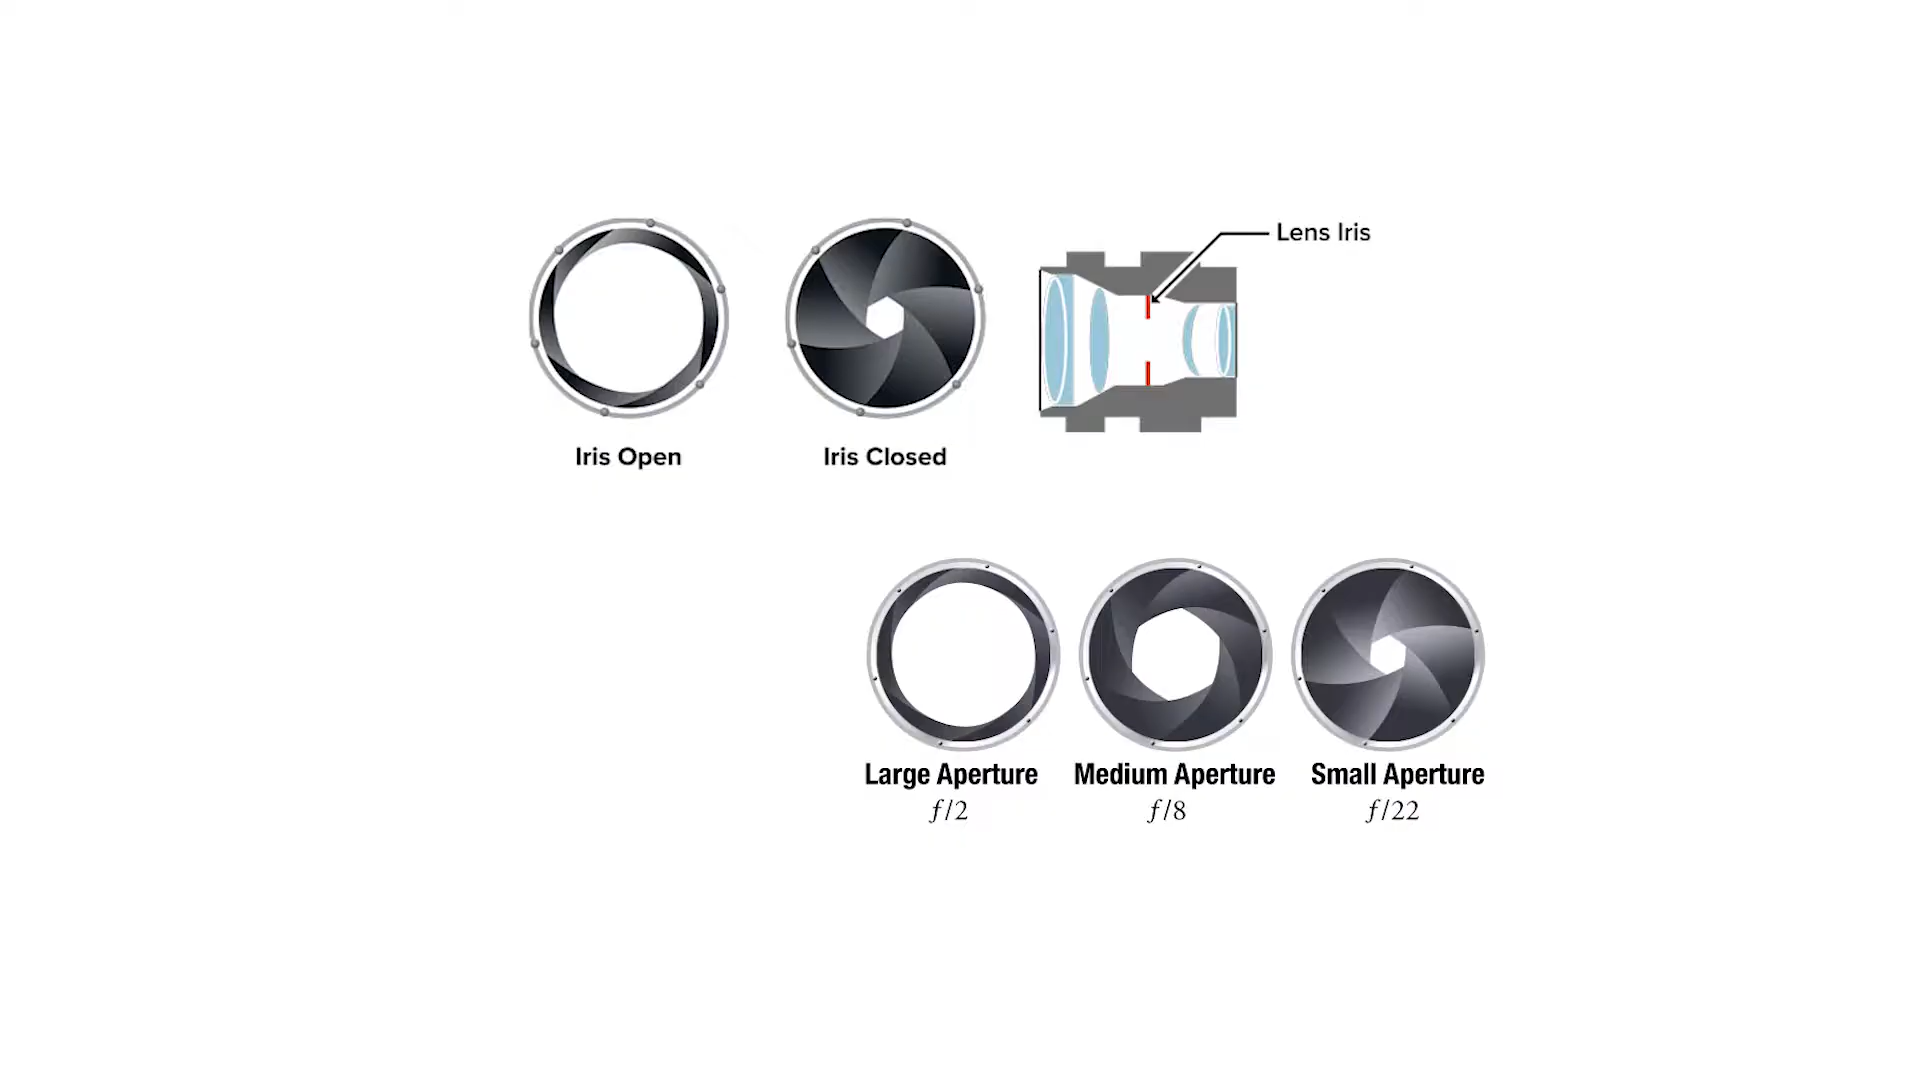 Lens Iris
Iris Open
Iris Closed
Large Aperture
Medium Aperture
Small Aperture
ƒ/2
ƒ/8
ƒ/22